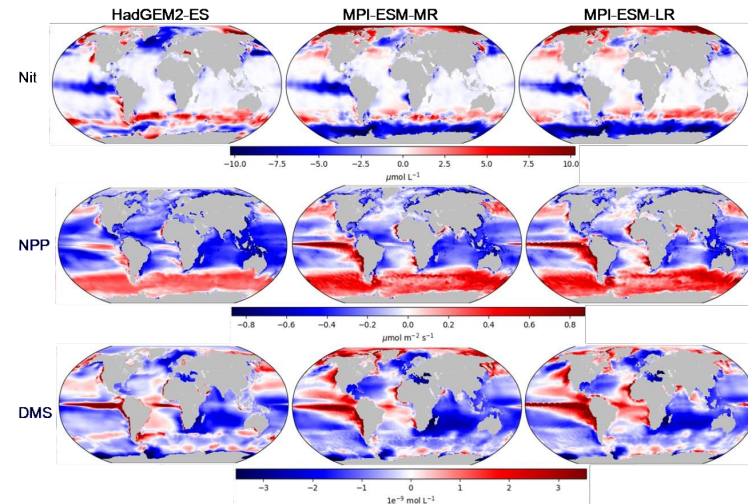 HadGEM2-ES MPI-ESM-MR MPI-ESM-LR
Nit
−10.0 −7.5 −5.0 −2.5 0.0 2.5 5.0 7.5 10.0
μmol L⁻¹
NPP
−0.8 −0.6 −0.4 −0.2 0.0 0.2 0.4 0.6 0.8
μmol m⁻² s⁻¹
DMS
−3 −2 −1 0 1 2 3
1e⁻⁹ mol L⁻¹